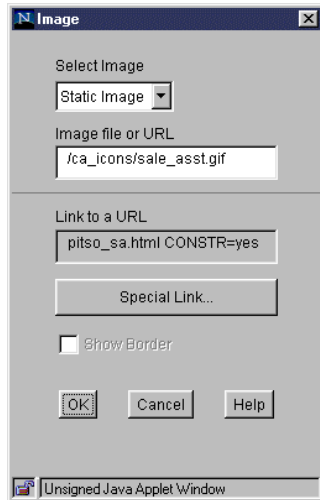 Image
Select Image
Static Image
Image file or URL
/ca_icons/sale_asst.gif
Link to a URL
pitso_sa.html CONSTR=yes
Special Link...
Show Border
OK Cancel Help
Unsigned Java Applet Window